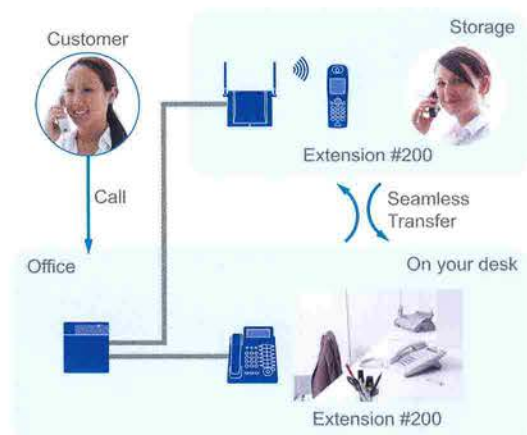 Customer
Storage
Extension #200
Call
Seamless
Transfer
Office
On your desk
Extension #200